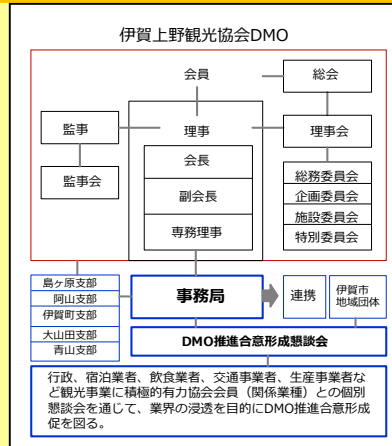 伊賀上野観光協会DMO
会員
総会
監事
理事
理事会
監事会
会長
副会長
専務理事
総務委員会
企画委員会
施設委員会
特別委員会
島ヶ原支部
阿山支部
伊賀町支部
大山田支部
青山支部
事務局
連携
伊賀市
地域団体
DMO推進合意形成懇談会
行政、宿泊業者、飲食業者、交通事業者、生産事業者な
ど観光事業に積極的有力協会会員（関係業種）との個別
懇談会を通じて、業界の浸透を目的にDMO推進合意形成
促を図る。